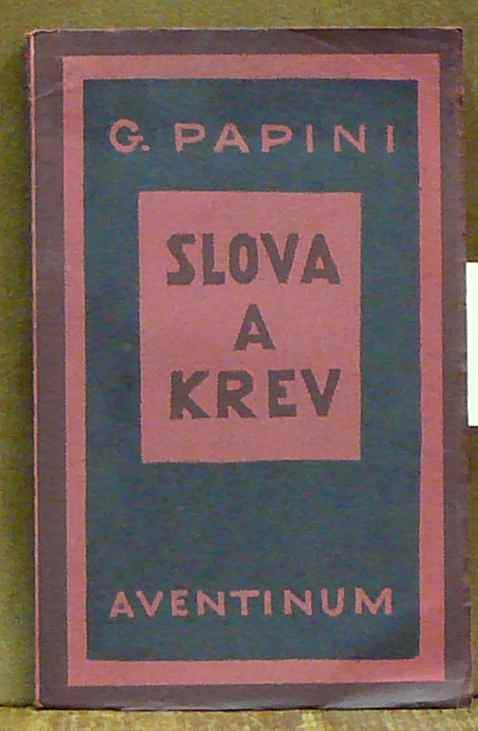 G. PAPINI
SLOVA
A
KREV
AVENTINUM